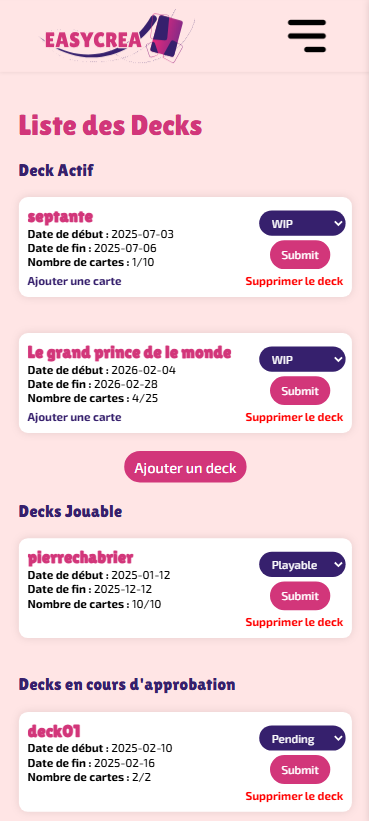 EASYCREA
Liste des Decks
Deck Actif
septante
WIP
Date de début : 2025-07-03
Date de fin : 2025-07-06
Submit
Nombre de cartes : 1/10
Ajouter une carte
Supprimer le deck
Le grand prince de le monde
WIP
Date de début : 2026-02-04
Date de fin : 2026-02-28
Submit
Nombre de cartes : 4/25
Ajouter une carte
Supprimer le deck
Ajouter un deck
Decks Jouable
pierrechabrier
Playable
Date de début : 2025-01-12
Date de fin : 2025-12-12
Submit
Nombre de cartes : 10/10
Supprimer le deck
Decks en cours d'approbation
deck01
Pending
Date de début : 2025-02-10
Date de fin : 2025-02-16
Submit
Nombre de cartes : 2/2
Supprimer le deck